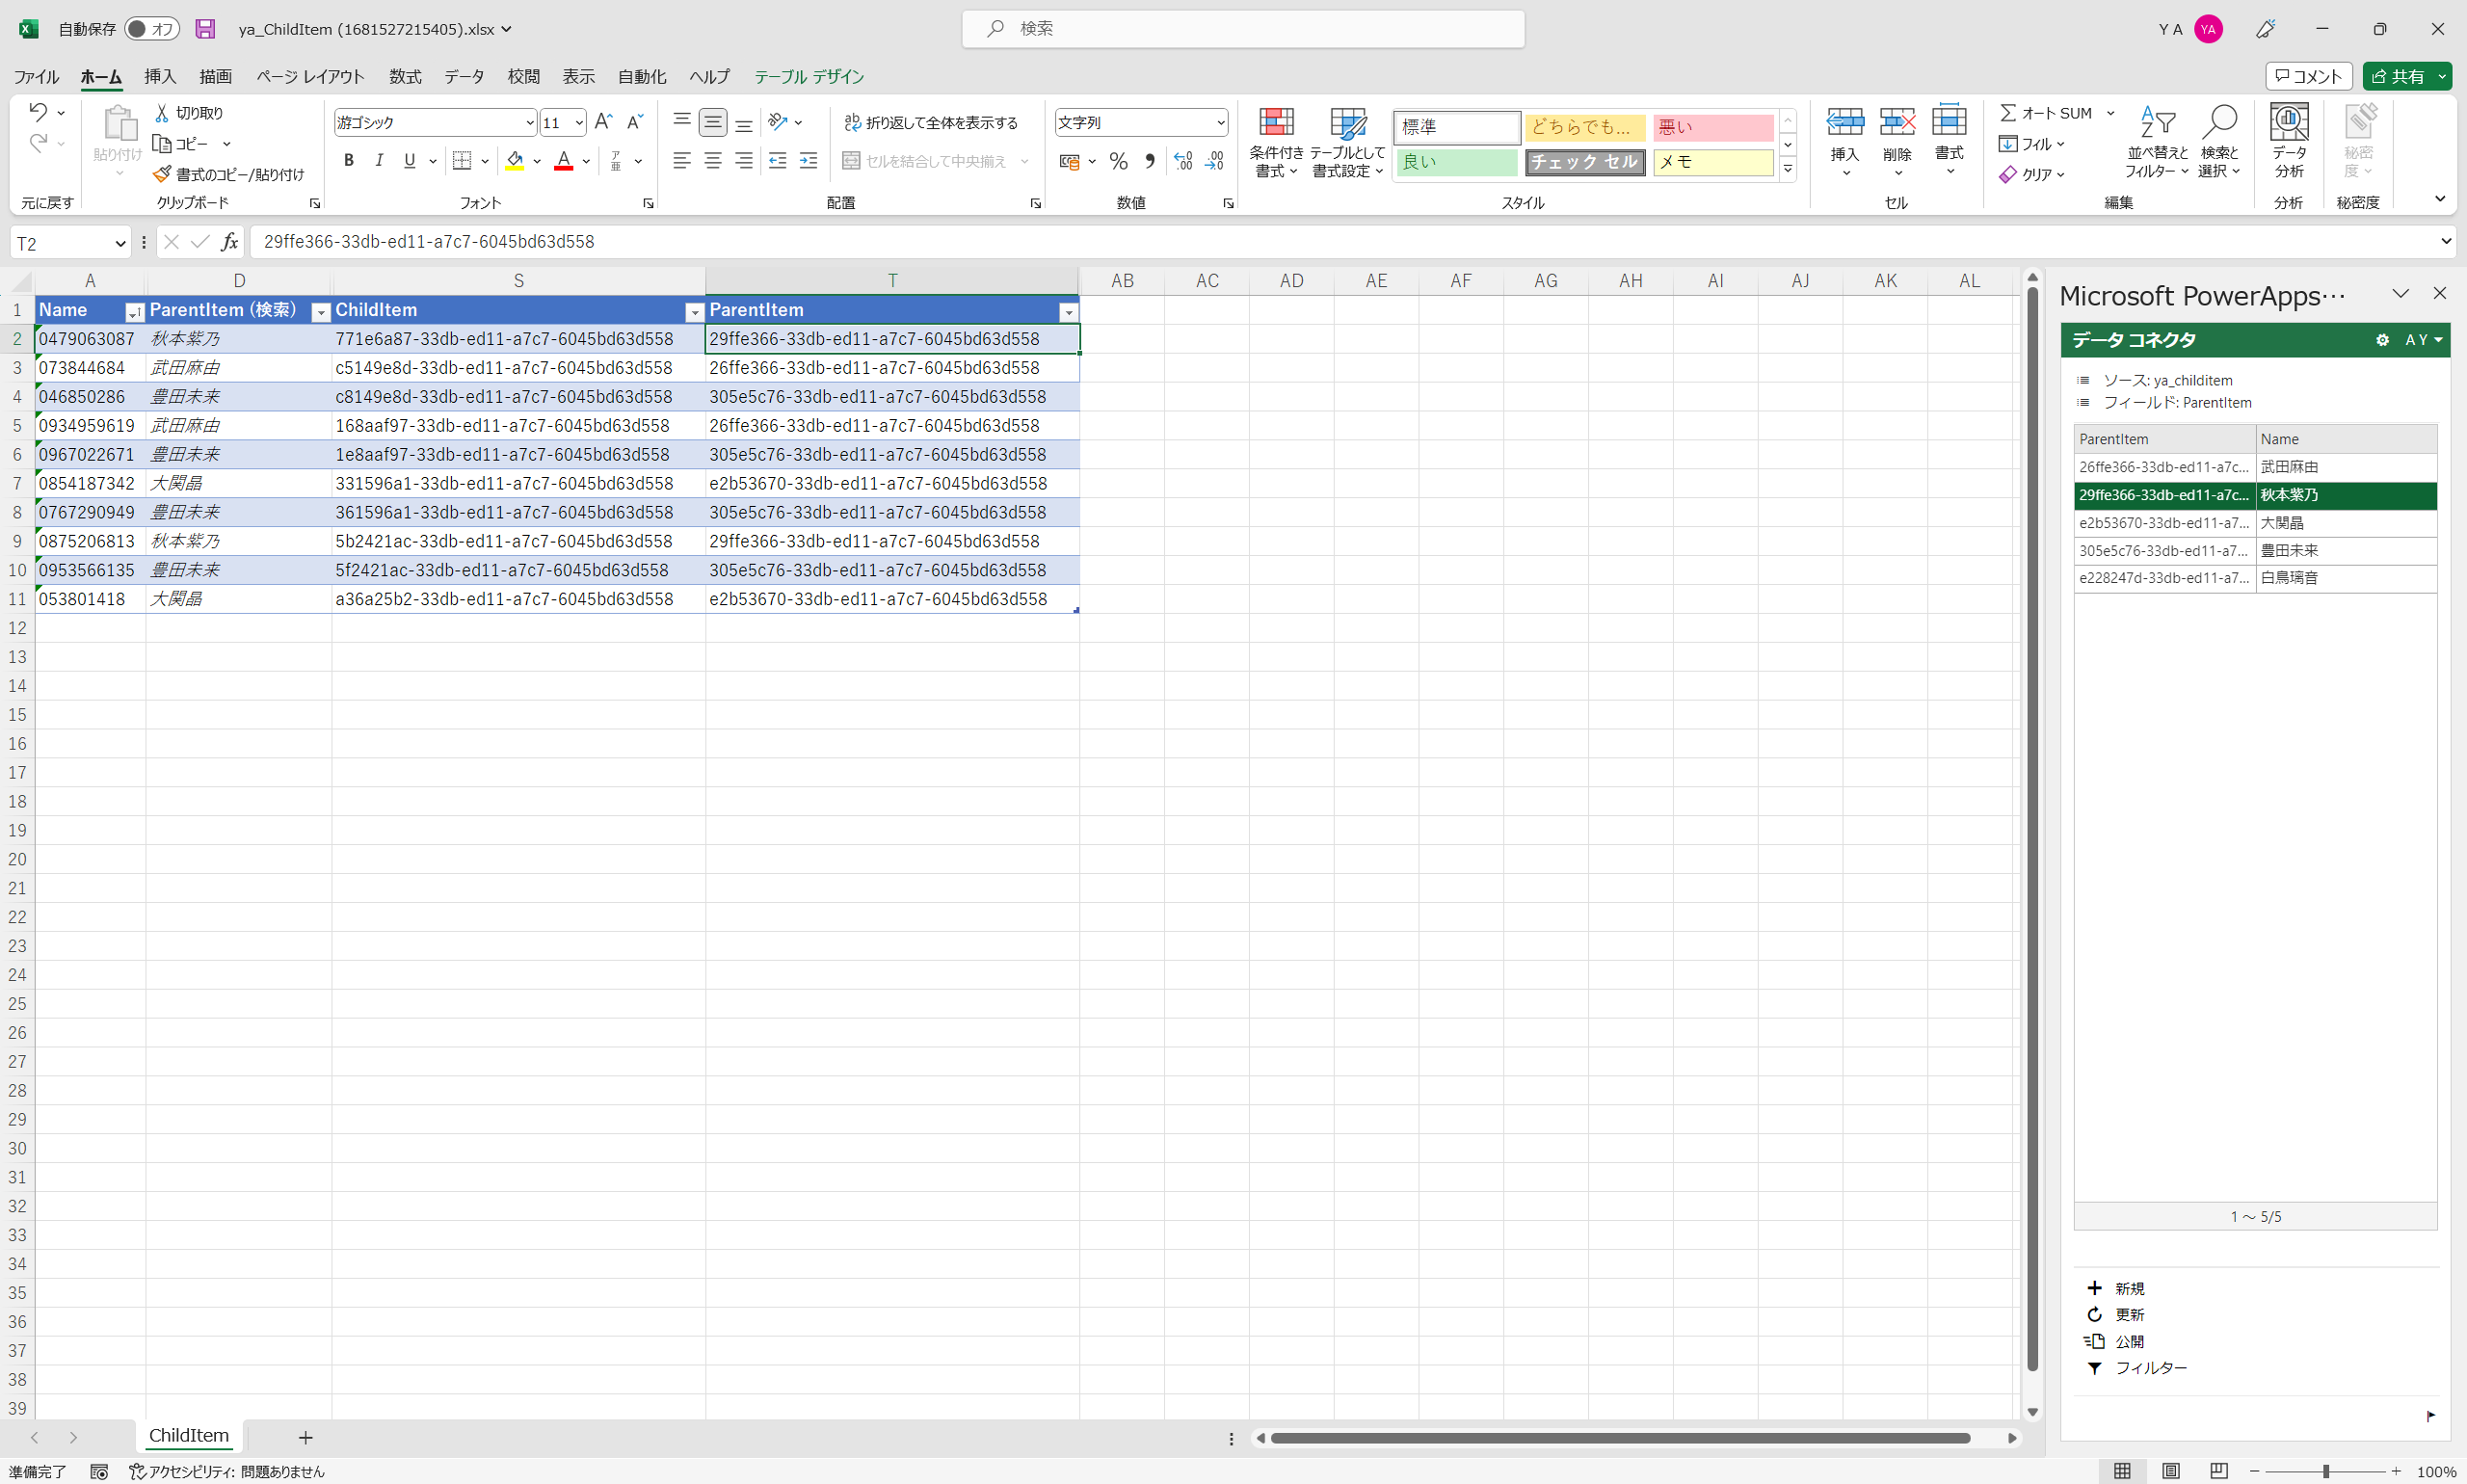 自動保存 オフ ya_ChildItem (1681527215405).xlsx 検索 Y A YA
ファイル ホーム 挿入 描画 ページ レイアウト 数式 データ 校閲 表示 自動化 ヘルプ テーブル デザイン コメント 共有
貼り付け 切り取り コピー 書式のコピー/貼り付け
游ゴシック 11 B I U A ア亜
折り返して全体を表示する セルを結合して中央揃え
文字列 % 9
条件付き書式 テーブルとして書式設定
標準 どちらでも... 悪い
良い チェック セル メモ
挿入 削除 書式
オート SUM フィル クリア 並べ替えとフィルター 検索と選択
データ分析 秘密度
元に戻す クリップボード フォント 配置 数値 スタイル セル 編集 分析 秘密度
T2 fx 29ffe366-33db-ed11-a7c7-6045bd63d558
A D S T AB AC AD AE AF AG AH AI AJ AK AL
1 Name ParentItem (検索) ChildItem ParentItem
2 0479063087 秋本紫乃 771e6a87-33db-ed11-a7c7-6045bd63d558 29ffe366-33db-ed11-a7c7-6045bd63d558
3 073844684 武田麻由 c5149e8d-33db-ed11-a7c7-6045bd63d558 26ffe366-33db-ed11-a7c7-6045bd63d558
4 046850286 豊田未来 c8149e8d-33db-ed11-a7c7-6045bd63d558 305e5c76-33db-ed11-a7c7-6045bd63d558
5 0934959619 武田麻由 168aaf97-33db-ed11-a7c7-6045bd63d558 26ffe366-33db-ed11-a7c7-6045bd63d558
6 0967022671 豊田未来 1e8aaf97-33db-ed11-a7c7-6045bd63d558 305e5c76-33db-ed11-a7c7-6045bd63d558
7 0854187342 大関晶 331596a1-33db-ed11-a7c7-6045bd63d558 e2b53670-33db-ed11-a7c7-6045bd63d558
8 0767290949 豊田未来 361596a1-33db-ed11-a7c7-6045bd63d558 305e5c76-33db-ed11-a7c7-6045bd63d558
9 0875206813 秋本紫乃 5b2421ac-33db-ed11-a7c7-6045bd63d558 29ffe366-33db-ed11-a7c7-6045bd63d558
10 0953566135 豊田未来 5f2421ac-33db-ed11-a7c7-6045bd63d558 305e5c76-33db-ed11-a7c7-6045bd63d558
11 053801418 大関晶 a36a25b2-33db-ed11-a7c7-6045bd63d558 e2b53670-33db-ed11-a7c7-6045bd63d558
12
13
14
15
16
17
18
19
20
21
22
23
24
25
26
27
28
29
30
31
32
33
34
35
36
37
38
39
Microsoft PowerApps…
データ コネクタ A Y
ソース: ya_childitem
フィールド: ParentItem
ParentItem Name
26ffe366-33db-ed11-a7c... 武田麻由
29ffe366-33db-ed11-a7c... 秋本紫乃
e2b53670-33db-ed11-a7... 大関晶
305e5c76-33db-ed11-a7... 豊田未来
e228247d-33db-ed11-a7... 白鳥璃音
1 ～ 5/5
新規
更新
公開
フィルター
ChildItem
準備完了 アクセシビリティ: 問題ありません 100%